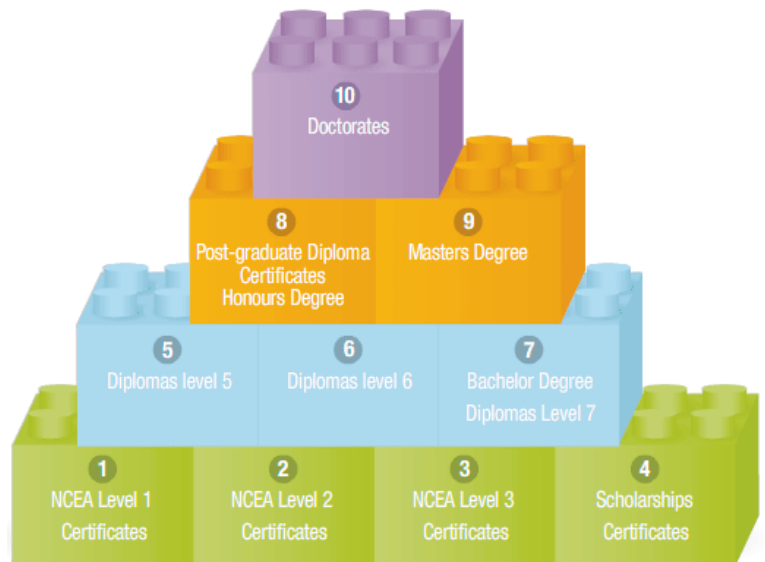 10
Doctorates
8
Post-graduate Diploma
Certificates
Honours Degree
9
Masters Degree
5
Diplomas level 5
6
Diplomas level 6
7
Bachelor Degree
Diplomas Level 7
1
NCEA Level 1
Certificates
2
NCEA Level 2
Certificates
3
NCEA Level 3
Certificates
4
Scholarships
Certificates